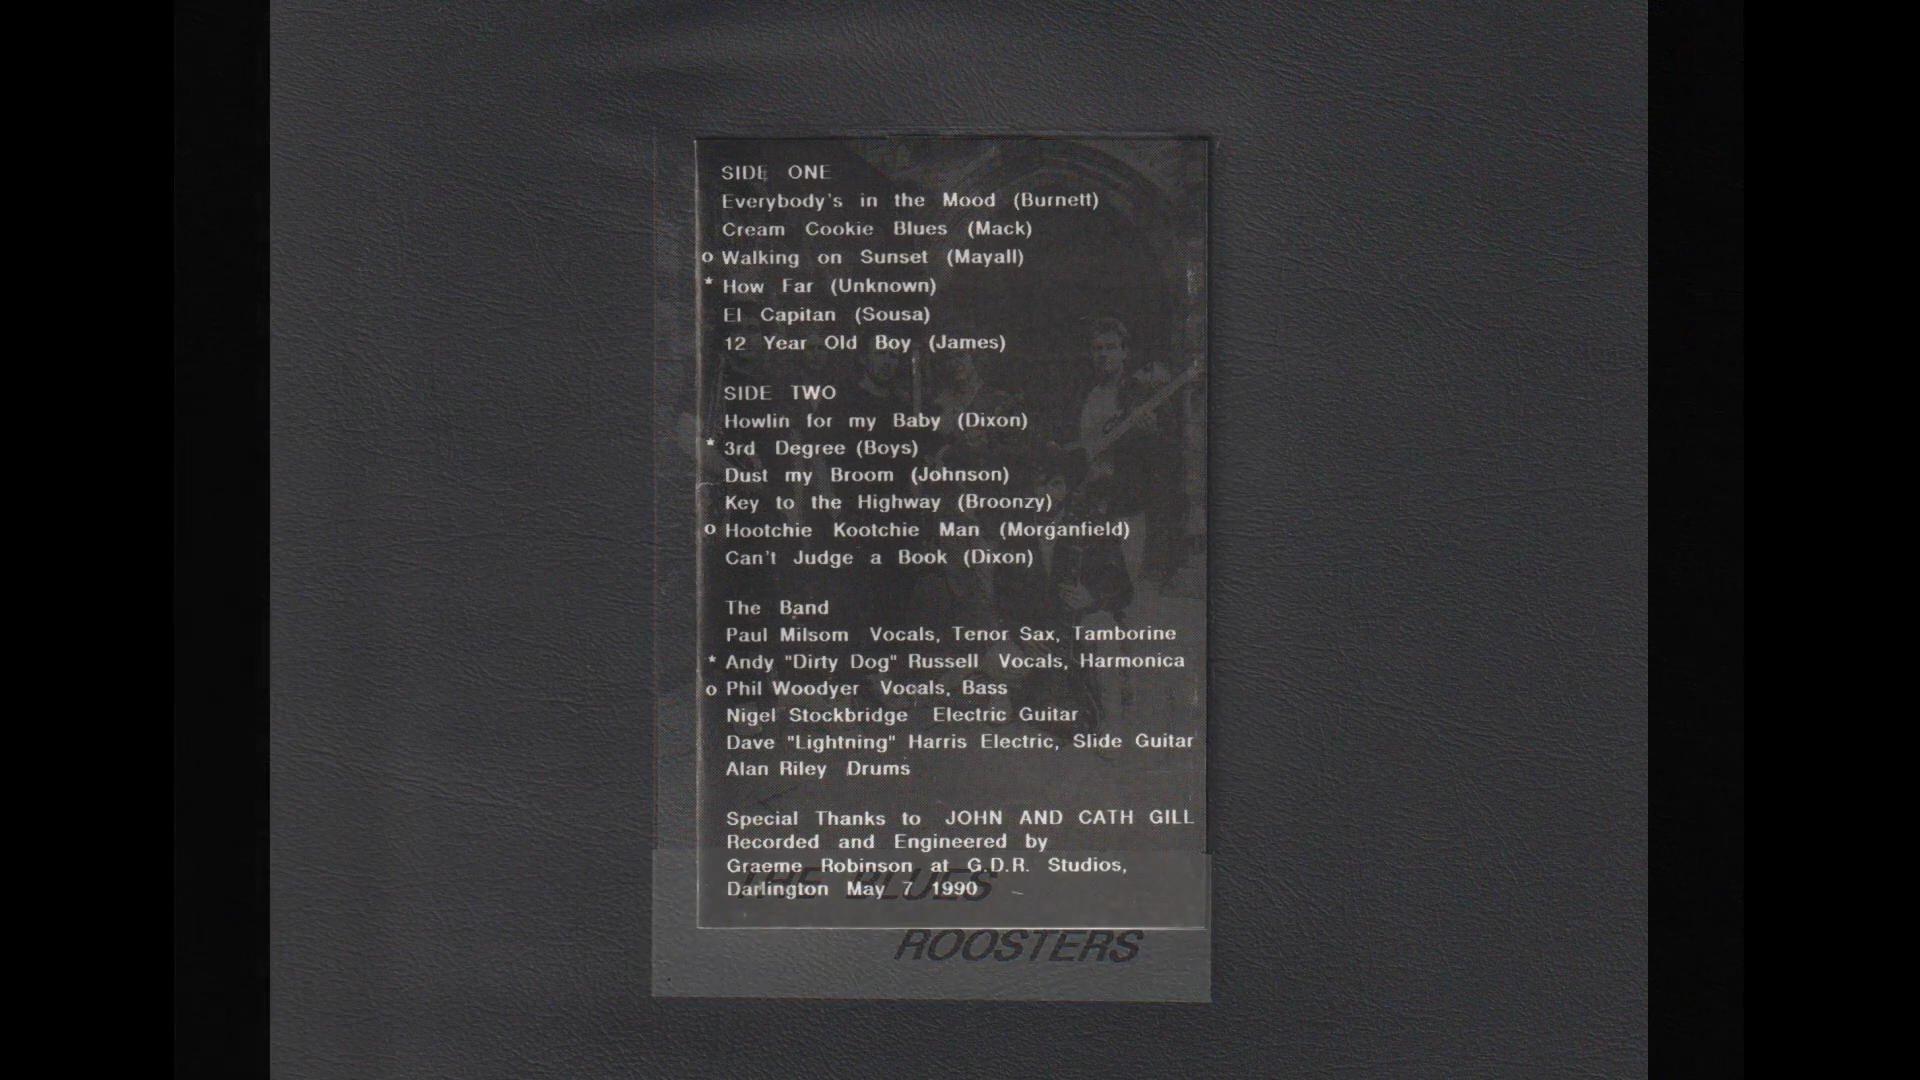 SIDE ONE
Everybody's in the Mood (Burnett)
Cream Cookie Blues (Mack)
o Walking on Sunset (Mayall)
* How Far (Unknown)
El Capitan (Sousa)
12 Year Old Boy (James)
SIDE TWO
Howlin for my Baby (Dixon)
* 3rd Degree (Boys)
Dust my Broom (Johnson)
Key to the Highway (Broonzy)
o Hootchie Kootchie Man (Morganfield)
Can't Judge a Book (Dixon)
The Band
Paul Milsom Vocals, Tenor Sax, Tamborine
* Andy "Dirty Dog" Russell Vocals, Harmonica
o Phil Woodyer Vocals, Bass
Nigel Stockbridge Electric Guitar
Dave "Lightning" Harris Electric, Slide Guitar
Alan Riley Drums
Special Thanks to JOHN AND CATH GILL
Recorded and Engineered by
Graeme Robinson at G.D.R. Studios,
Darlington May 7 1990
THE BLUES
ROOSTERS